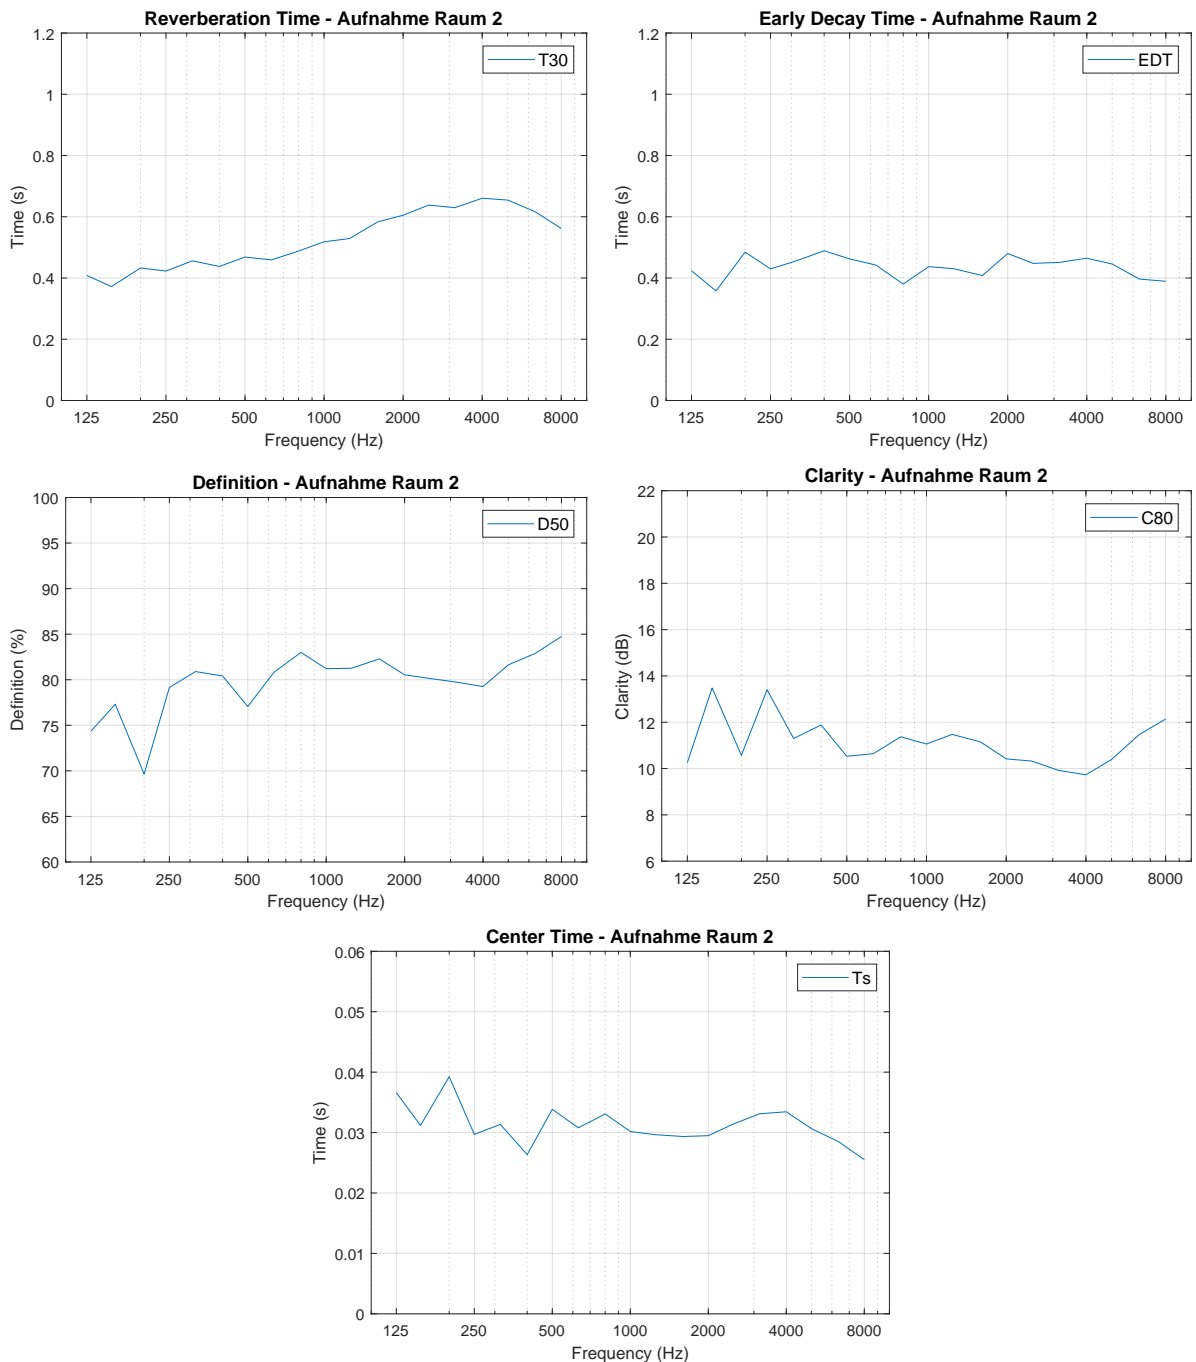 Reverberation Time - Aufnahme Raum 2
1.2
1
0.8
0.6
0.4
0.2
0
Time (s)
T30
125 250 500 1000 2000 4000 8000
Frequency (Hz)
Early Decay Time - Aufnahme Raum 2
1.2
1
0.8
0.6
0.4
0.2
0
Time (s)
EDT
125 250 500 1000 2000 4000 8000
Frequency (Hz)
Definition - Aufnahme Raum 2
100
95
90
85
80
75
70
65
60
Definition (%)
D50
125 250 500 1000 2000 4000 8000
Frequency (Hz)
Clarity - Aufnahme Raum 2
22
20
18
16
14
12
10
8
6
Clarity (dB)
C80
125 250 500 1000 2000 4000 8000
Frequency (Hz)
Center Time - Aufnahme Raum 2
0.06
0.05
0.04
0.03
0.02
0.01
0
Time (s)
Ts
125 250 500 1000 2000 4000 8000
Frequency (Hz)